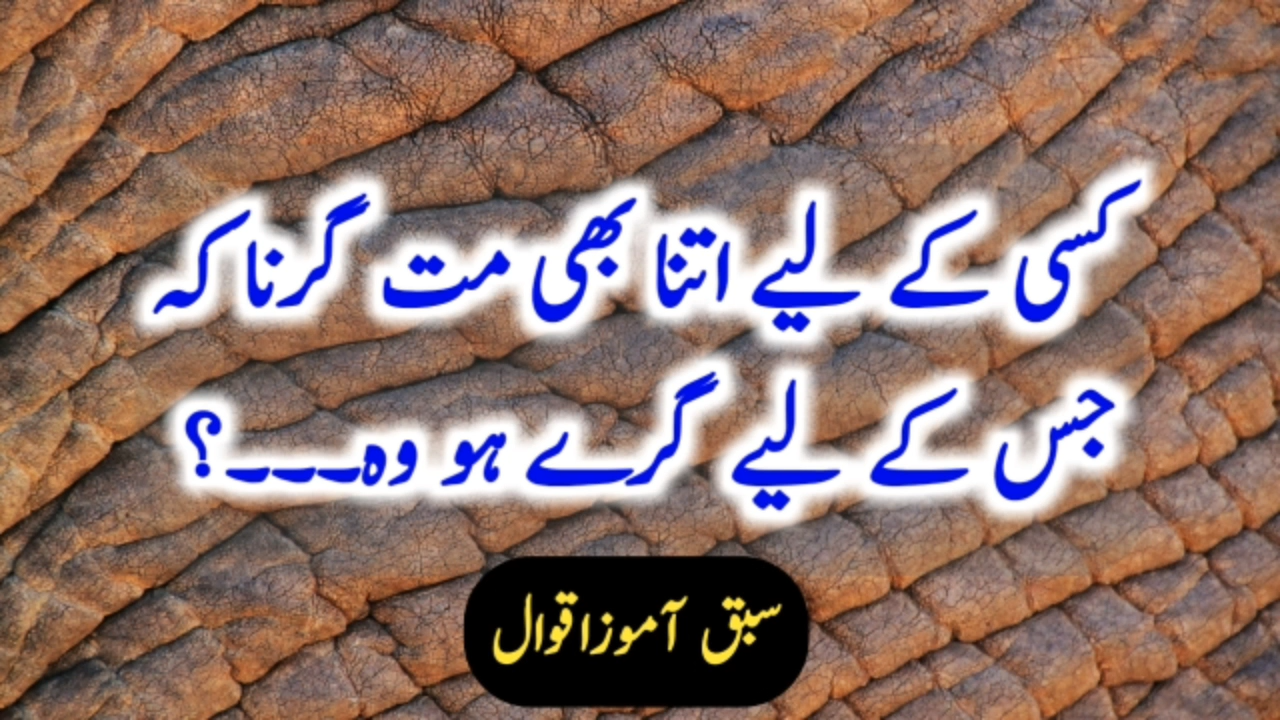 کسی کے لیے اتنا بھی مت گرنا کہ
جس کے لیے گرے ہو وہ۔۔۔؟
سبق آموز اقوال